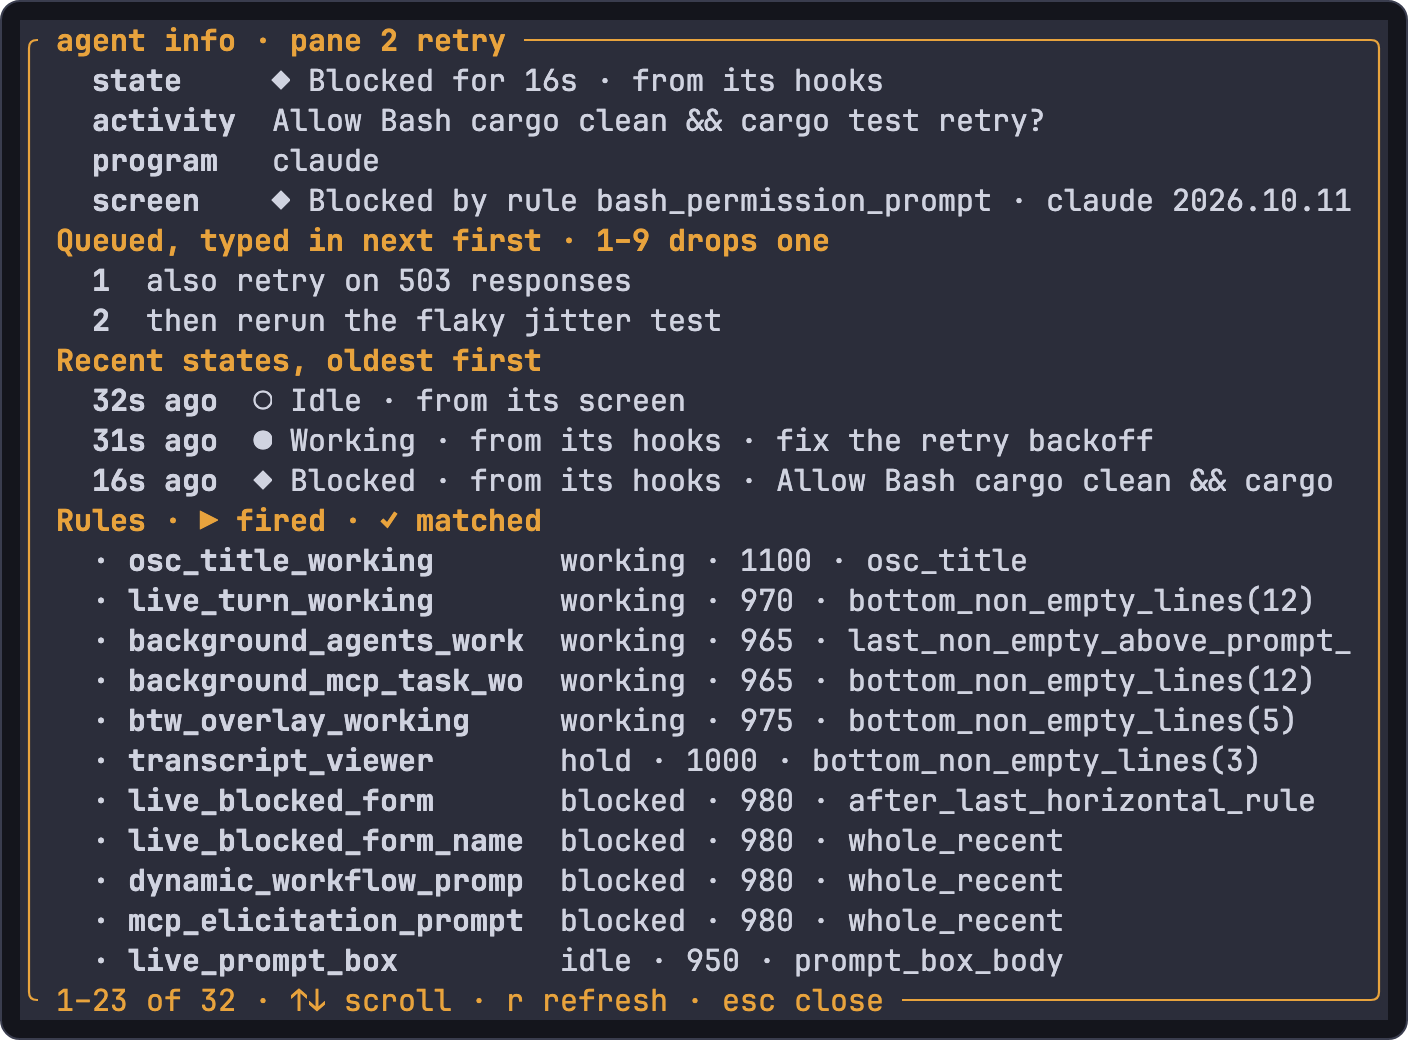 agent info · pane 2 retry
state ◆ Blocked for 16s · from its hooks
activity Allow Bash cargo clean && cargo test retry?
program claude
screen ◆ Blocked by rule bash_permission_prompt · claude 2026.10.11
Queued, typed in next first · 1-9 drops one
1 also retry on 503 responses
2 then rerun the flaky jitter test
Recent states, oldest first
32s ago ○ Idle · from its screen
31s ago ● Working · from its hooks · fix the retry backoff
16s ago ◆ Blocked · from its hooks · Allow Bash cargo clean && cargo
Rules · ▶ fired · ✓ matched
· osc_title_working working · 1100 · osc_title
· live_turn_working working · 970 · bottom_non_empty_lines(12)
· background_agents_work working · 965 · last_non_empty_above_prompt_
· background_mcp_task_wo working · 965 · bottom_non_empty_lines(12)
· btw_overlay_working working · 975 · bottom_non_empty_lines(5)
· transcript_viewer hold · 1000 · bottom_non_empty_lines(3)
· live_blocked_form blocked · 980 · after_last_horizontal_rule
· live_blocked_form_name blocked · 980 · whole_recent
· dynamic_workflow_promp blocked · 980 · whole_recent
· mcp_elicitation_prompt blocked · 980 · whole_recent
· live_prompt_box idle · 950 · prompt_box_body
1-23 of 32 · ↑↓ scroll · r refresh · esc close